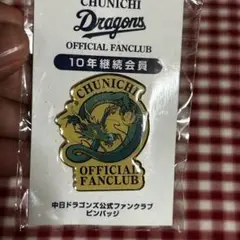 CHUNICHI
Dragons
OFFICIAL FANCLUB
10年継続会員
CHUNICHI
OFFICIAL
FANCLUB
中日ドラゴンズ公式ファンクラブ
ピンバッジ